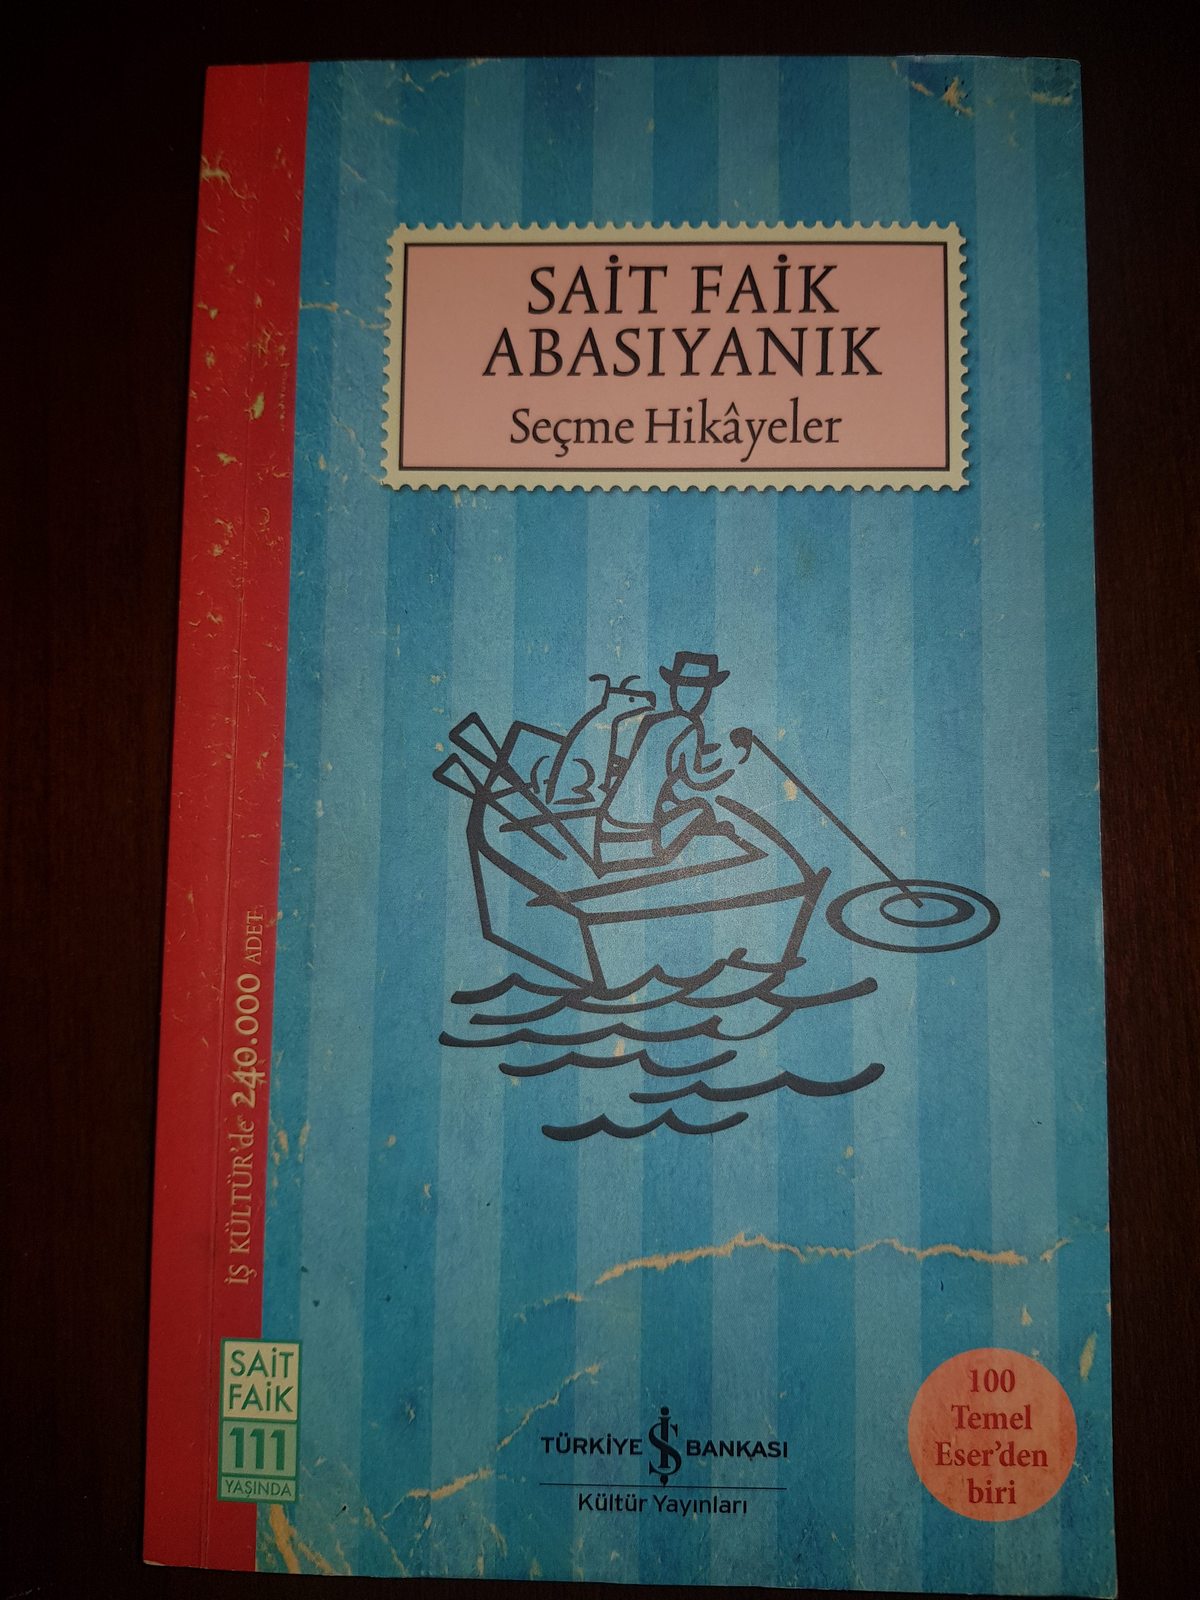 SAİT FAİK
ABASIYANIK
Seçme Hikâyeler
İŞ KÜLTÜR'de 240.000 ADET
SAİT
FAİK
111
YAŞINDA
TÜRKİYE İŞ BANKASI
Kültür Yayınları
100
Temel
Eser'den
biri